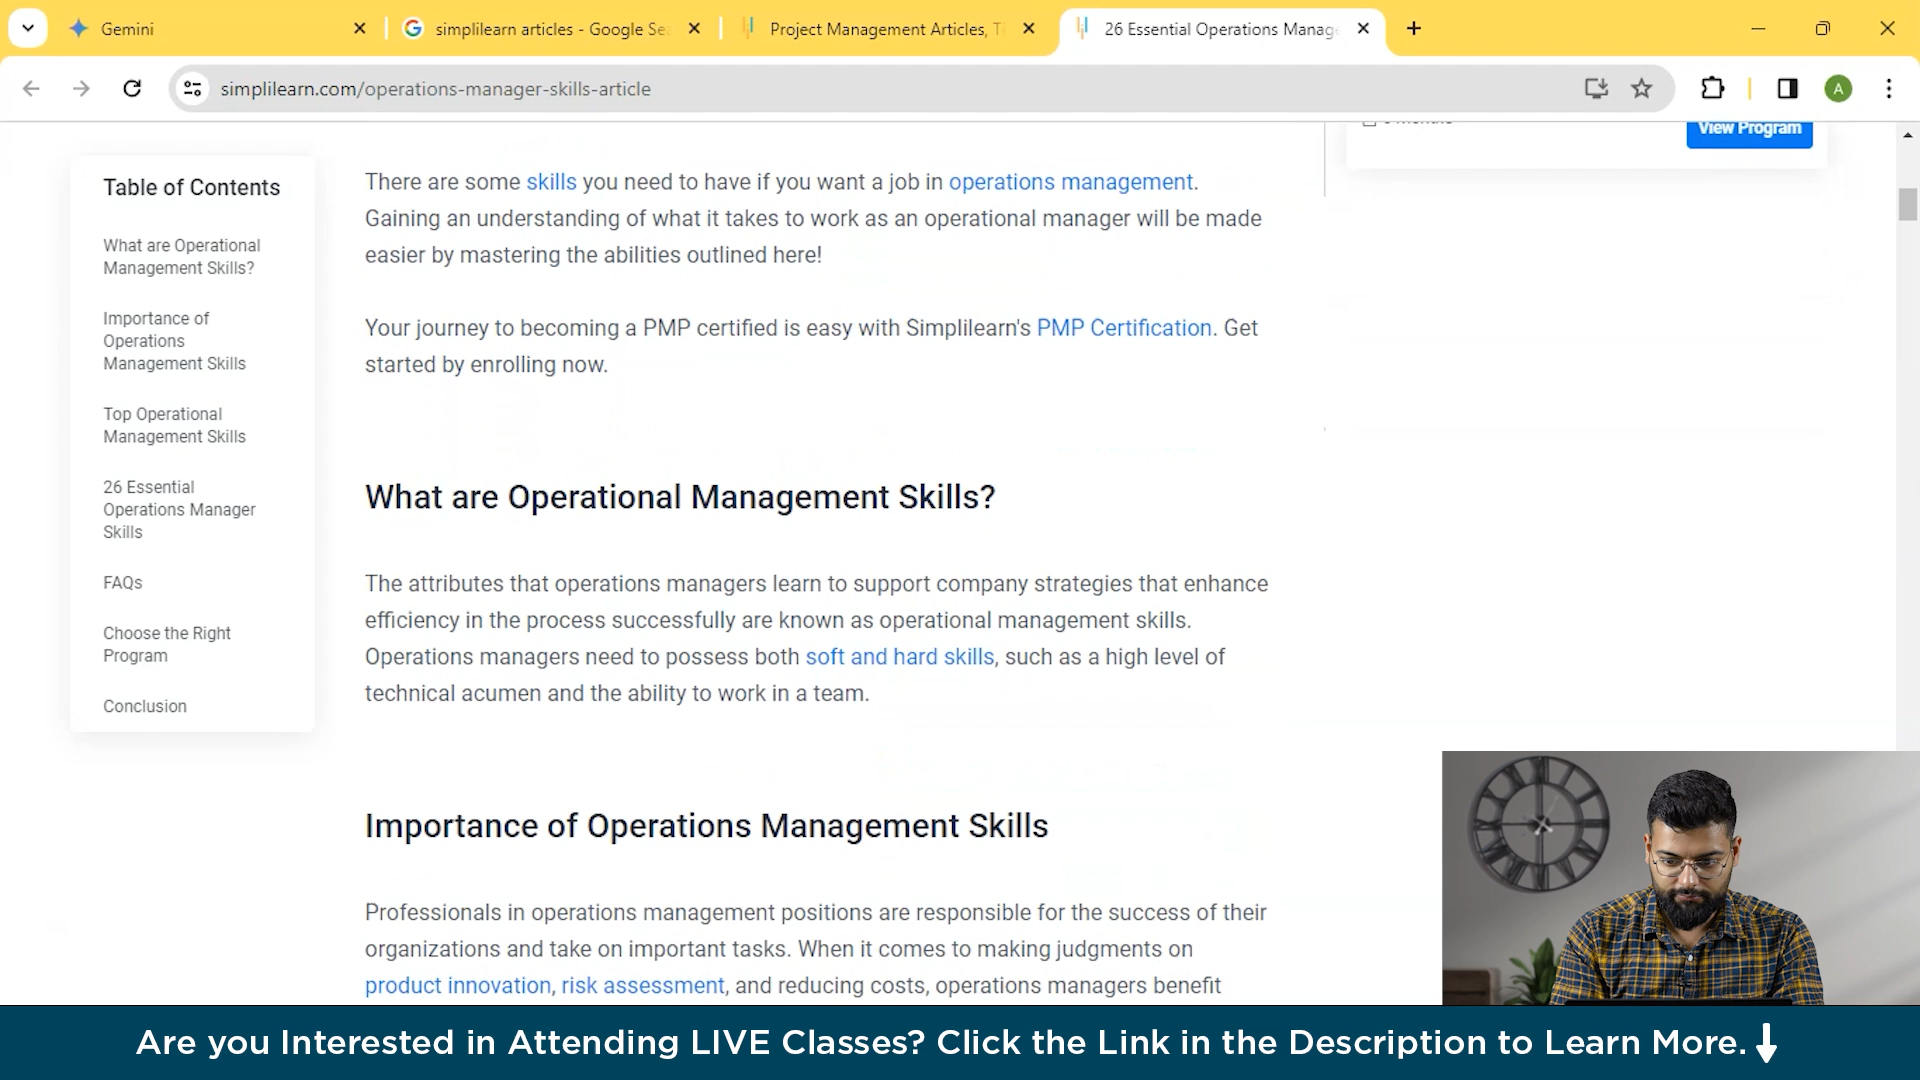 Gemini
simplilearn articles - Google Se
Project Management Articles, T
26 Essential Operations Manag
simplilearn.com/operations-manager-skills-article
A
View Program
Table of Contents
What are Operational
Management Skills?
Importance of
Operations
Management Skills
Top Operational
Management Skills
26 Essential
Operations Manager
Skills
FAQs
Choose the Right
Program
Conclusion
There are some skills you need to have if you want a job in operations management.
Gaining an understanding of what it takes to work as an operational manager will be made
easier by mastering the abilities outlined here!
Your journey to becoming a PMP certified is easy with Simplilearn's PMP Certification. Get
started by enrolling now.
What are Operational Management Skills?
The attributes that operations managers learn to support company strategies that enhance
efficiency in the process successfully are known as operational management skills.
Operations managers need to possess both soft and hard skills, such as a high level of
technical acumen and the ability to work in a team.
Importance of Operations Management Skills
Professionals in operations management positions are responsible for the success of their
organizations and take on important tasks. When it comes to making judgments on
product innovation, risk assessment, and reducing costs, operations managers benefit
Are you Interested in Attending LIVE Classes? Click the Link in the Description to Learn More.